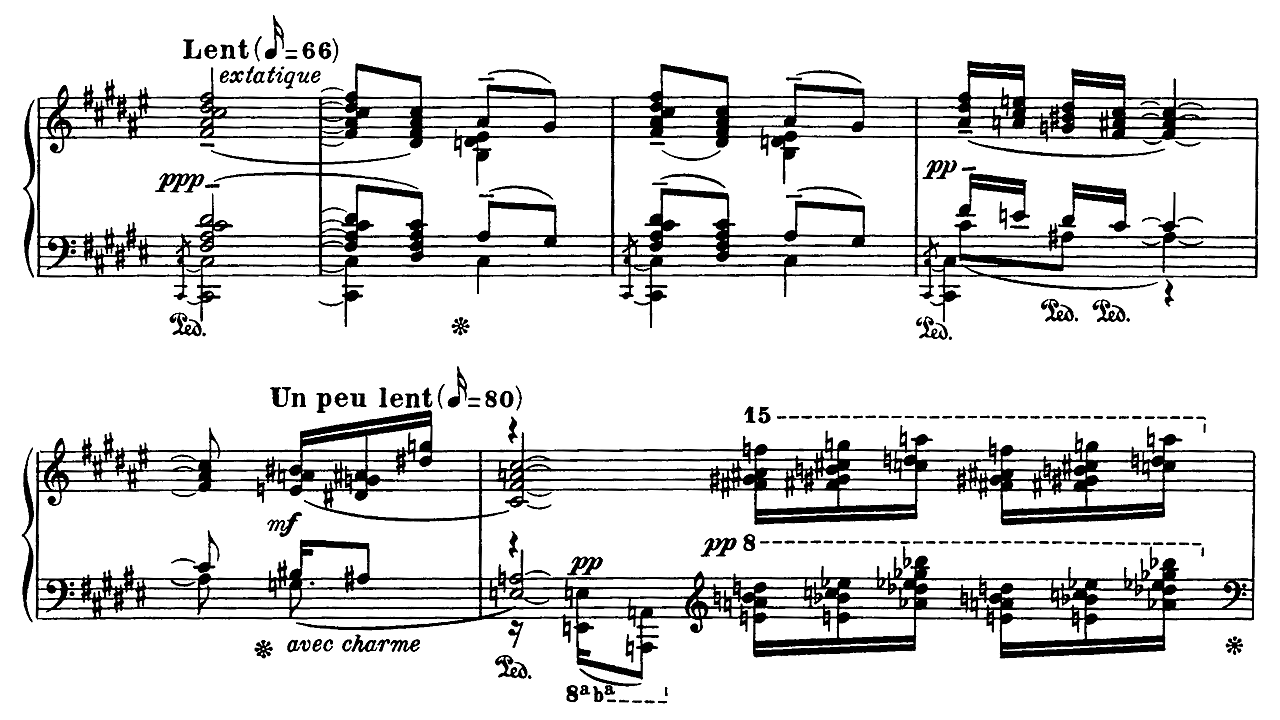 Lent (𝅘𝅥𝅯 = 66)
extatique
ppp
pp
Ped.
Ped.
Ped. Ped.
Un peu lent (𝅘𝅥𝅯 = 80)
15
mf
pp
pp 8
avec charme
Ped.
8ª bª